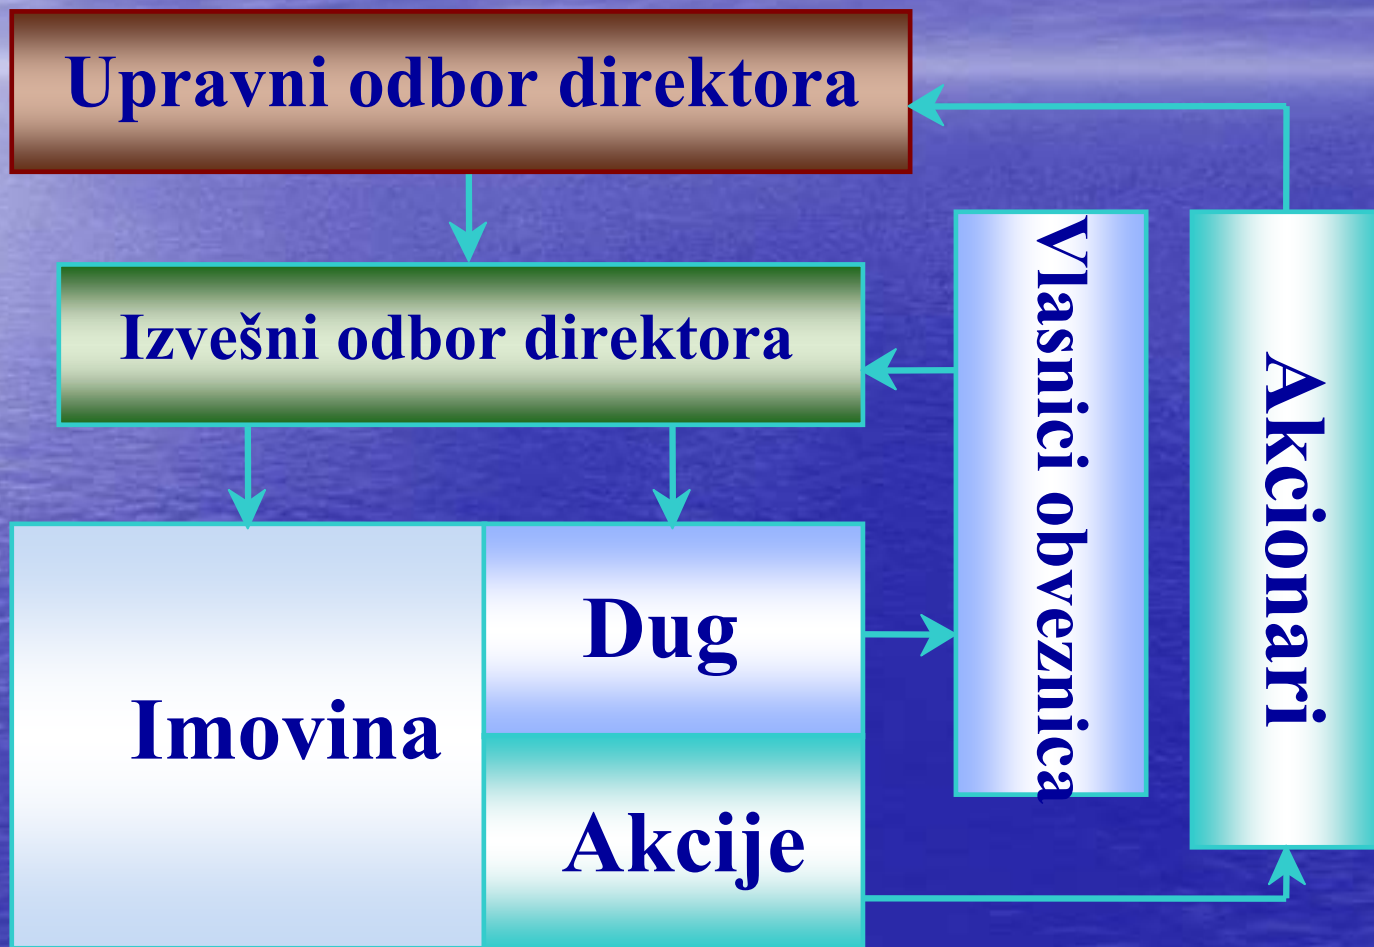 Upravni odbor direktora
Izvešni odbor direktora
Vlasnici obveznica
Akcionari
Imovina
Dug
Akcije